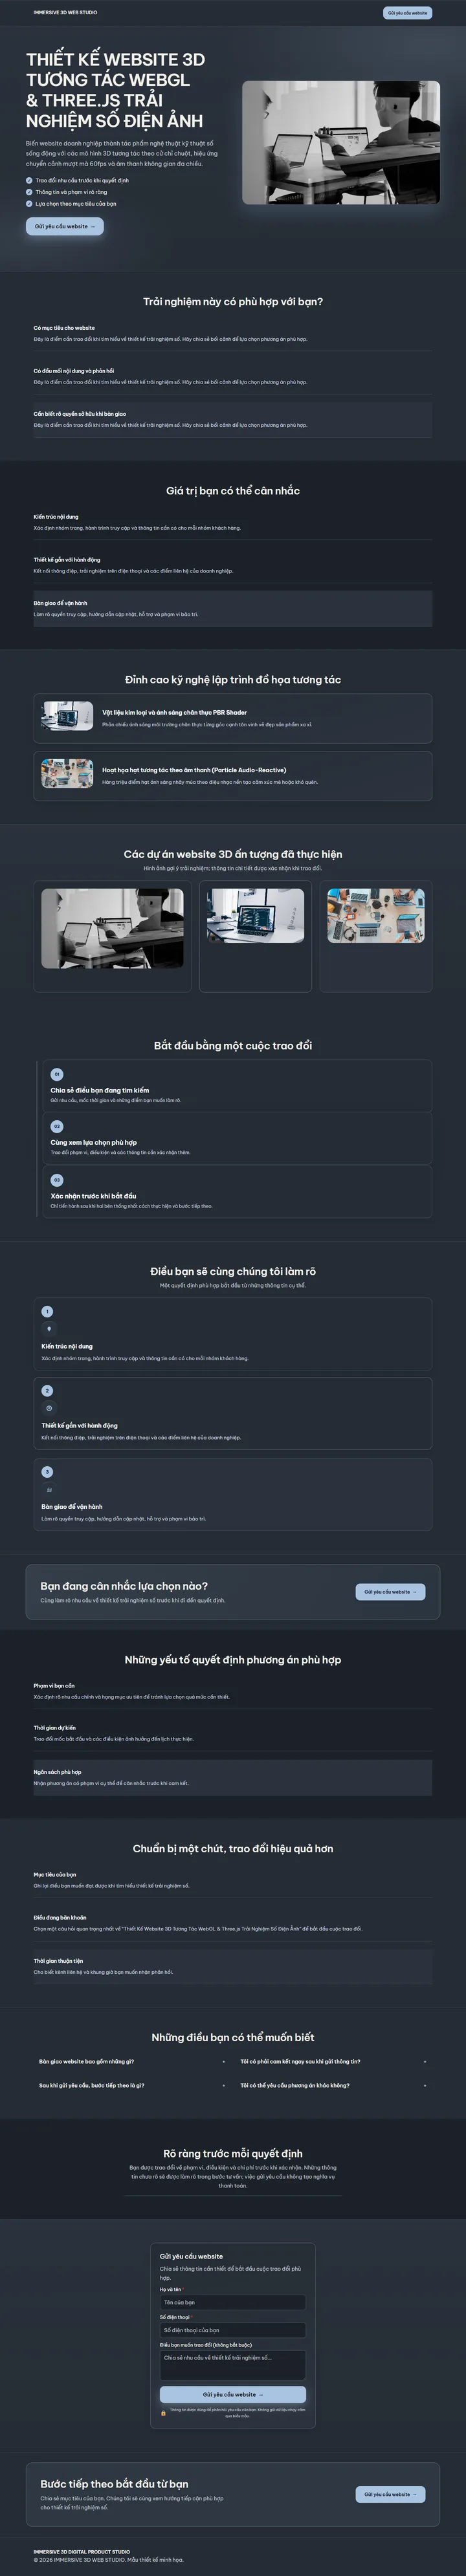 IMMERSIVE 3D WEB STUDIO
Gửi yêu cầu website
THIẾT KẾ WEBSITE 3D
TƯƠNG TÁC WEBGL
& THREE.JS TRẢI
NGHIỆM SỐ ĐIỆN ẢNH
Biến website doanh nghiệp thành tác phẩm nghệ thuật kỹ thuật số
sống động với các mô hình 3D tương tác theo cử chỉ chuột, hiệu ứng
chuyển cảnh mượt mà 60fps và âm thanh không gian đa chiều.
Trao đổi nhu cầu trước khi quyết định
Thông tin và phạm vi rõ ràng
Lựa chọn theo mục tiêu của bạn
Gửi yêu cầu website →
Trải nghiệm này có phù hợp với bạn?
Có mục tiêu cho website
Đây là điểm cần trao đổi khi tìm hiểu về thiết kế trải nghiệm số. Hãy chia sẻ bối cảnh để lựa chọn phương án phù hợp.
Có đầu mối nội dung và phản hồi
Đây là điểm cần trao đổi khi tìm hiểu về thiết kế trải nghiệm số. Hãy chia sẻ bối cảnh để lựa chọn phương án phù hợp.
Cần biết rõ quyền sở hữu khi bàn giao
Đây là điểm cần trao đổi khi tìm hiểu về thiết kế trải nghiệm số. Hãy chia sẻ bối cảnh để lựa chọn phương án phù hợp.
Giá trị bạn có thể cân nhắc
Kiến trúc nội dung
Xác định nhóm trang, hành trình truy cập và thông tin cần có cho mỗi nhóm khách hàng.
Thiết kế gắn với hành động
Kết nối thông điệp, trải nghiệm trên điện thoại và các điểm liên hệ của doanh nghiệp.
Bàn giao để vận hành
Làm rõ quyền truy cập, hướng dẫn cập nhật, hỗ trợ và phạm vi bảo trì.
Đỉnh cao kỹ nghệ lập trình đồ họa tương tác
Vật liệu kim loại và ánh sáng chân thực PBR Shader
Phản chiếu ánh sáng môi trường chân thực từng góc cạnh tôn vinh vẻ đẹp sản phẩm xa xỉ.
Hoạt họa hạt tương tác theo âm thanh (Particle Audio-Reactive)
Hàng triệu điểm hạt ánh sáng nhảy múa theo điệu nhạc nền tạo cảm xúc mê hoặc khó quên.
Các dự án website 3D ấn tượng đã thực hiện
Hình ảnh gợi ý trải nghiệm; thông tin chi tiết được xác nhận khi trao đổi.
Bắt đầu bằng một cuộc trao đổi
01
Chia sẻ điều bạn đang tìm kiếm
Gửi nhu cầu, mốc thời gian và những điểm bạn muốn làm rõ.
02
Cùng xem lựa chọn phù hợp
Trao đổi phạm vi, điều kiện và các thông tin cần xác nhận thêm.
03
Xác nhận trước khi bắt đầu
Chỉ tiến hành sau khi hai bên thống nhất cách thực hiện và bước tiếp theo.
Điều bạn sẽ cùng chúng tôi làm rõ
Một quyết định phù hợp bắt đầu từ những thông tin cụ thể.
1
Kiến trúc nội dung
Xác định nhóm trang, hành trình truy cập và thông tin cần có cho mỗi nhóm khách hàng.
2
Thiết kế gắn với hành động
Kết nối thông điệp, trải nghiệm trên điện thoại và các điểm liên hệ của doanh nghiệp.
3
Bàn giao để vận hành
Làm rõ quyền truy cập, hướng dẫn cập nhật, hỗ trợ và phạm vi bảo trì.
Bạn đang cân nhắc lựa chọn nào?
Cùng làm rõ nhu cầu về thiết kế trải nghiệm số trước khi đi đến quyết định.
Gửi yêu cầu website →
Những yếu tố quyết định phương án phù hợp
Phạm vi bạn cần
Xác định rõ nhu cầu chính và hạng mục ưu tiên để tránh lựa chọn quá mức cần thiết.
Thời gian dự kiến
Trao đổi mốc bắt đầu và các điều kiện ảnh hưởng đến lịch thực hiện.
Ngân sách phù hợp
Nhận phương án có phạm vi cụ thể để cân nhắc trước khi cam kết.
Chuẩn bị một chút, trao đổi hiệu quả hơn
Mục tiêu của bạn
Ghi lại điều bạn muốn đạt được khi tìm hiểu thiết kế trải nghiệm số.
Điều đang băn khoăn
Chọn một câu hỏi quan trọng nhất về "Thiết Kế Website 3D Tương Tác WebGL & Three.js Trải Nghiệm Số Điện Ảnh" để bắt đầu cuộc trao đổi.
Thời gian thuận tiện
Cho biết kênh liên hệ và khung giờ bạn muốn nhận phản hồi.
Những điều bạn có thể muốn biết
Bàn giao website bao gồm những gì? +
Tôi có phải cam kết ngay sau khi gửi thông tin? +
Sau khi gửi yêu cầu, bước tiếp theo là gì? +
Tôi có thể yêu cầu phương án khác không? +
Rõ ràng trước mỗi quyết định
Bạn được trao đổi về phạm vi, điều kiện và chi phí trước khi xác nhận. Những thông
tin chưa rõ sẽ được làm rõ trong bước tư vấn; việc gửi yêu cầu không tạo nghĩa vụ
thanh toán.
Gửi yêu cầu website
Chia sẻ thông tin cần thiết để bắt đầu cuộc trao đổi phù
hợp.
Họ và tên *
Tên của bạn
Số điện thoại *
Số điện thoại của bạn
Điều bạn muốn trao đổi (không bắt buộc)
Chia sẻ nhu cầu về thiết kế trải nghiệm số...
Gửi yêu cầu website →
Thông tin được dùng để phản hồi yêu cầu của bạn. Không gửi dữ liệu nhạy cảm
qua biểu mẫu.
Bước tiếp theo bắt đầu từ bạn
Chia sẻ mục tiêu của bạn. Chúng tôi sẽ cùng xem hướng tiếp cận phù hợp
cho thiết kế trải nghiệm số.
Gửi yêu cầu website →
IMMERSIVE 3D DIGITAL PRODUCT STUDIO
© 2026 IMMERSIVE 3D WEB STUDIO. Mẫu thiết kế minh họa.